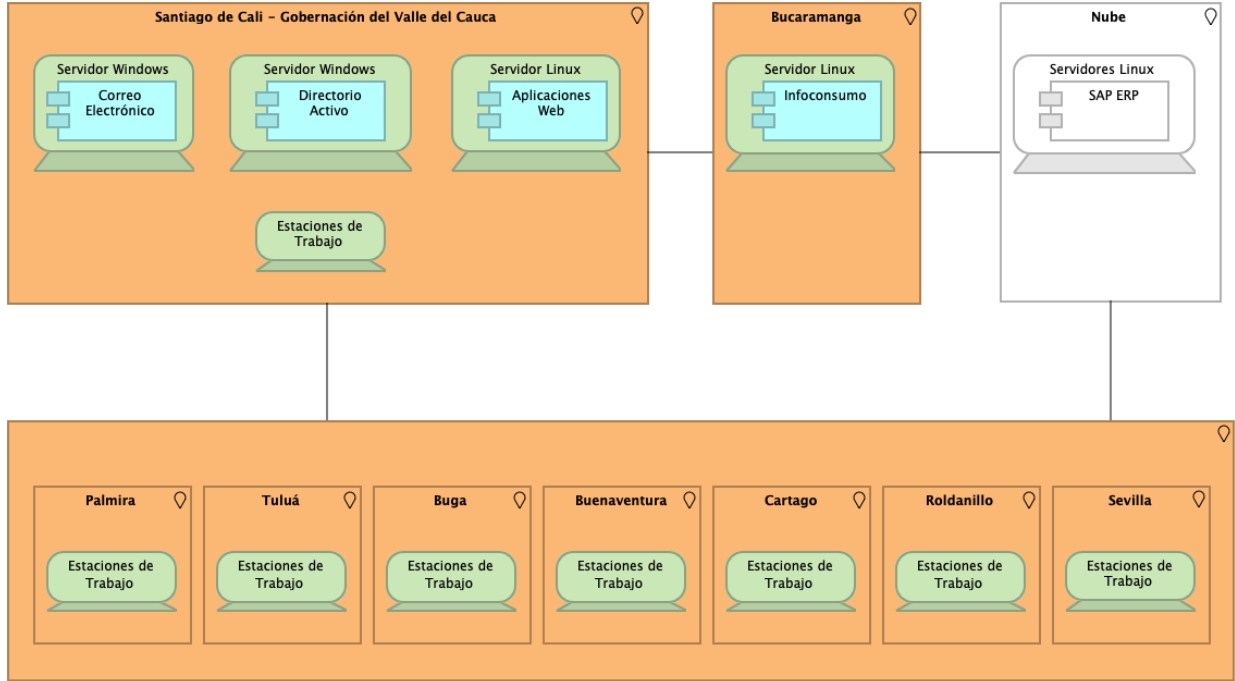 Santiago de Cali – Gobernación del Valle del Cauca
Servidor Windows
Correo
Electrónico
Servidor Windows
Directorio
Activo
Servidor Linux
Aplicaciones
Web
Estaciones de
Trabajo
Bucaramanga
Servidor Linux
Infoconsumo
Nube
Servidores Linux
SAP ERP
Palmira
Estaciones de
Trabajo
Tuluá
Estaciones de
Trabajo
Buga
Estaciones de
Trabajo
Buenaventura
Estaciones de
Trabajo
Cartago
Estaciones de
Trabajo
Roldanillo
Estaciones de
Trabajo
Sevilla
Estaciones de
Trabajo